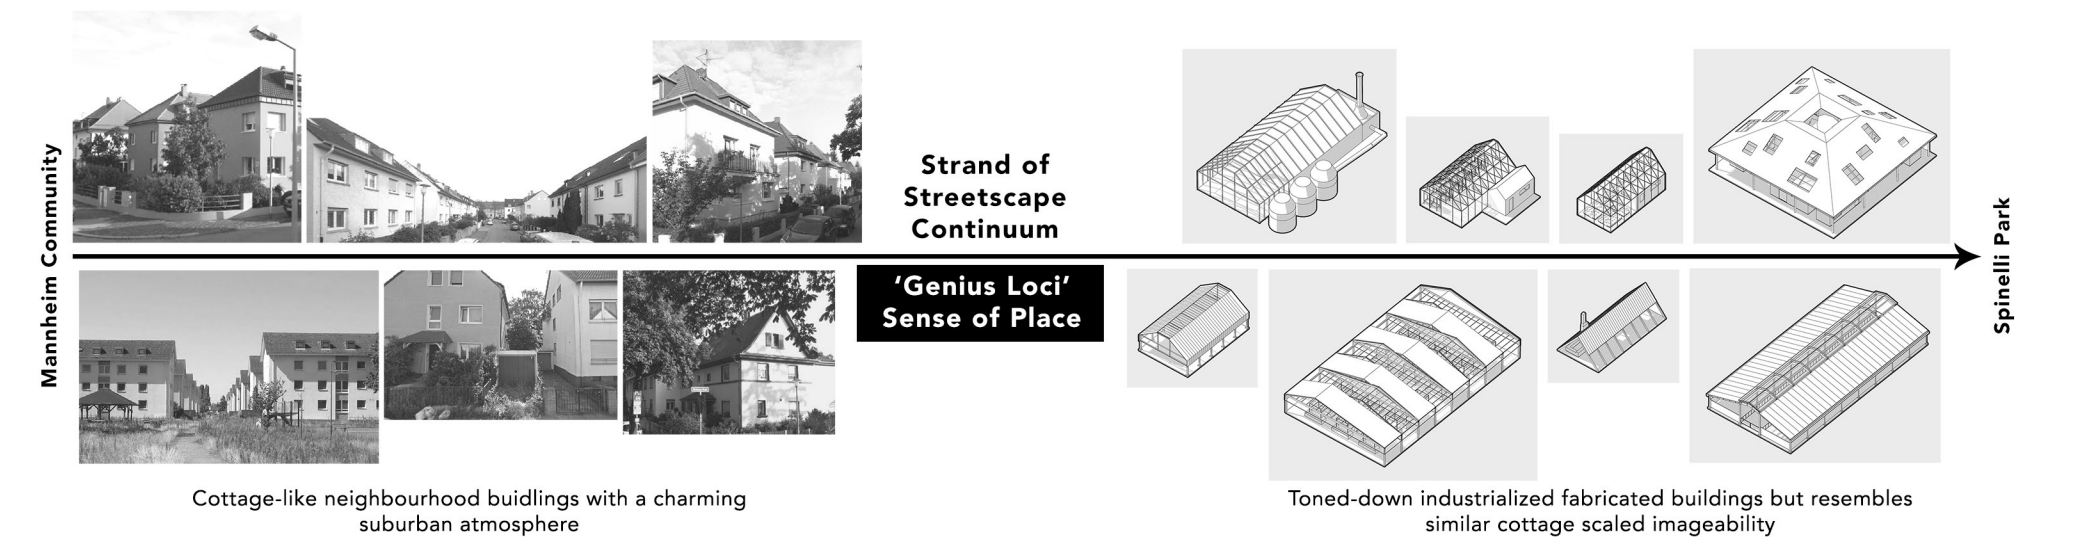 Mannheim Community
Strand of
Streetscape
Continuum
‘Genius Loci’
Sense of Place
Spinelli Park
Cottage-like neighbourhood buidlings with a charming
suburban atmosphere
Toned-down industrialized fabricated buildings but resembles
similar cottage scaled imageability